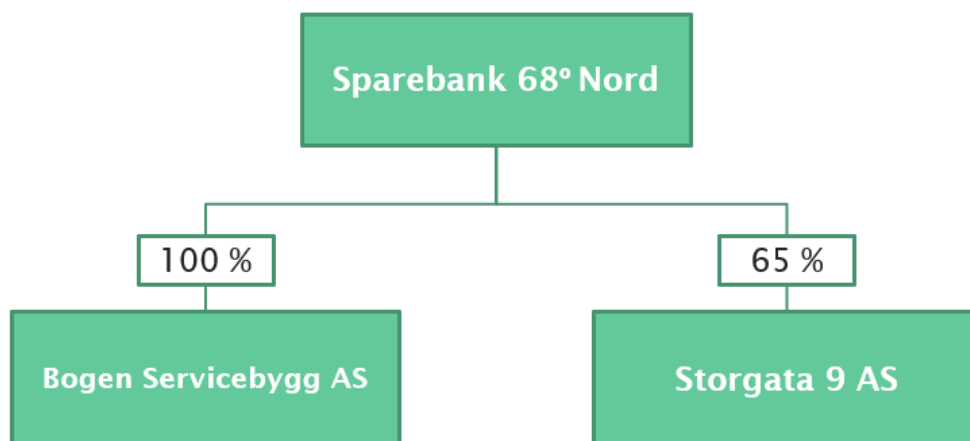 Sparebank 68° Nord
100 %
65 %
Bogen Servicebygg AS
Storgata 9 AS